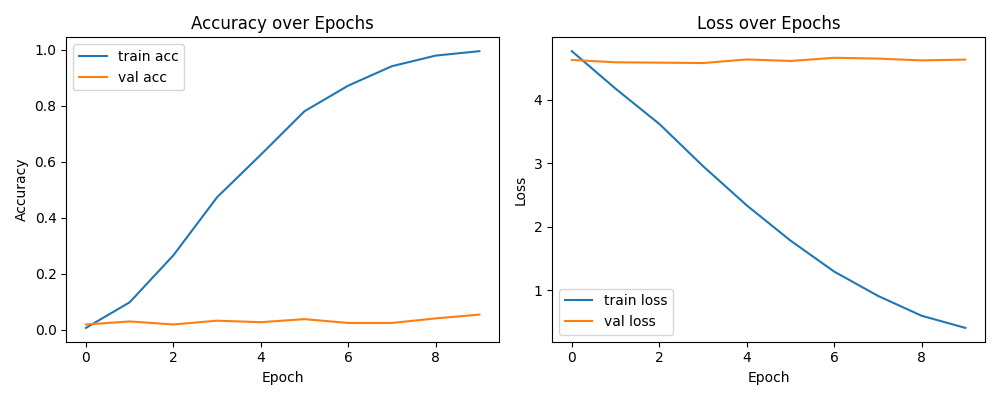 Accuracy over Epochs
1.0
0.8
0.6
0.4
0.2
0.0
Accuracy
train acc
val acc
0 2 4 6 8
Epoch
Loss over Epochs
4
3
2
1
Loss
train loss
val loss
0 2 4 6 8
Epoch